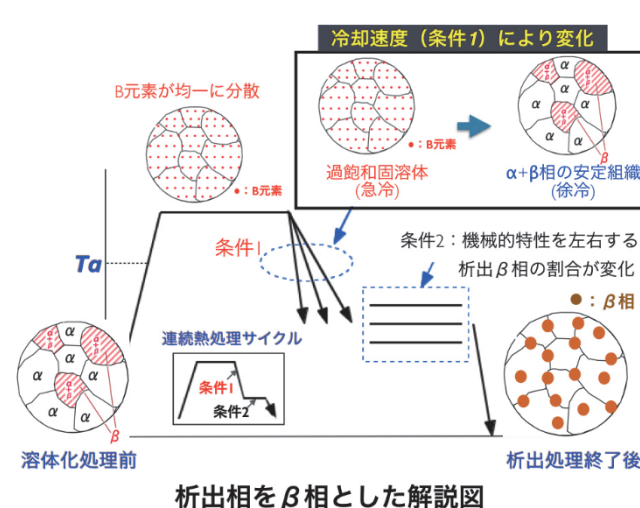 冷却速度（条件1）により変化
B元素が均一に分散
α
α
α
α
α
α
α
α+β
α+β
α+β
β
●：B元素
●：B元素
過飽和固溶体
(急冷)
α+β相の安定組織
(徐冷)
条件1
条件2：機械的特性を左右する
析出β相の割合が変化
Ta
●：β相
連続熱処理サイクル
条件1
条件2
α
α
α
α
α
α
α
α+β
α+β
α+β
β
溶体化処理前
析出処理終了後
析出相をβ相とした解説図